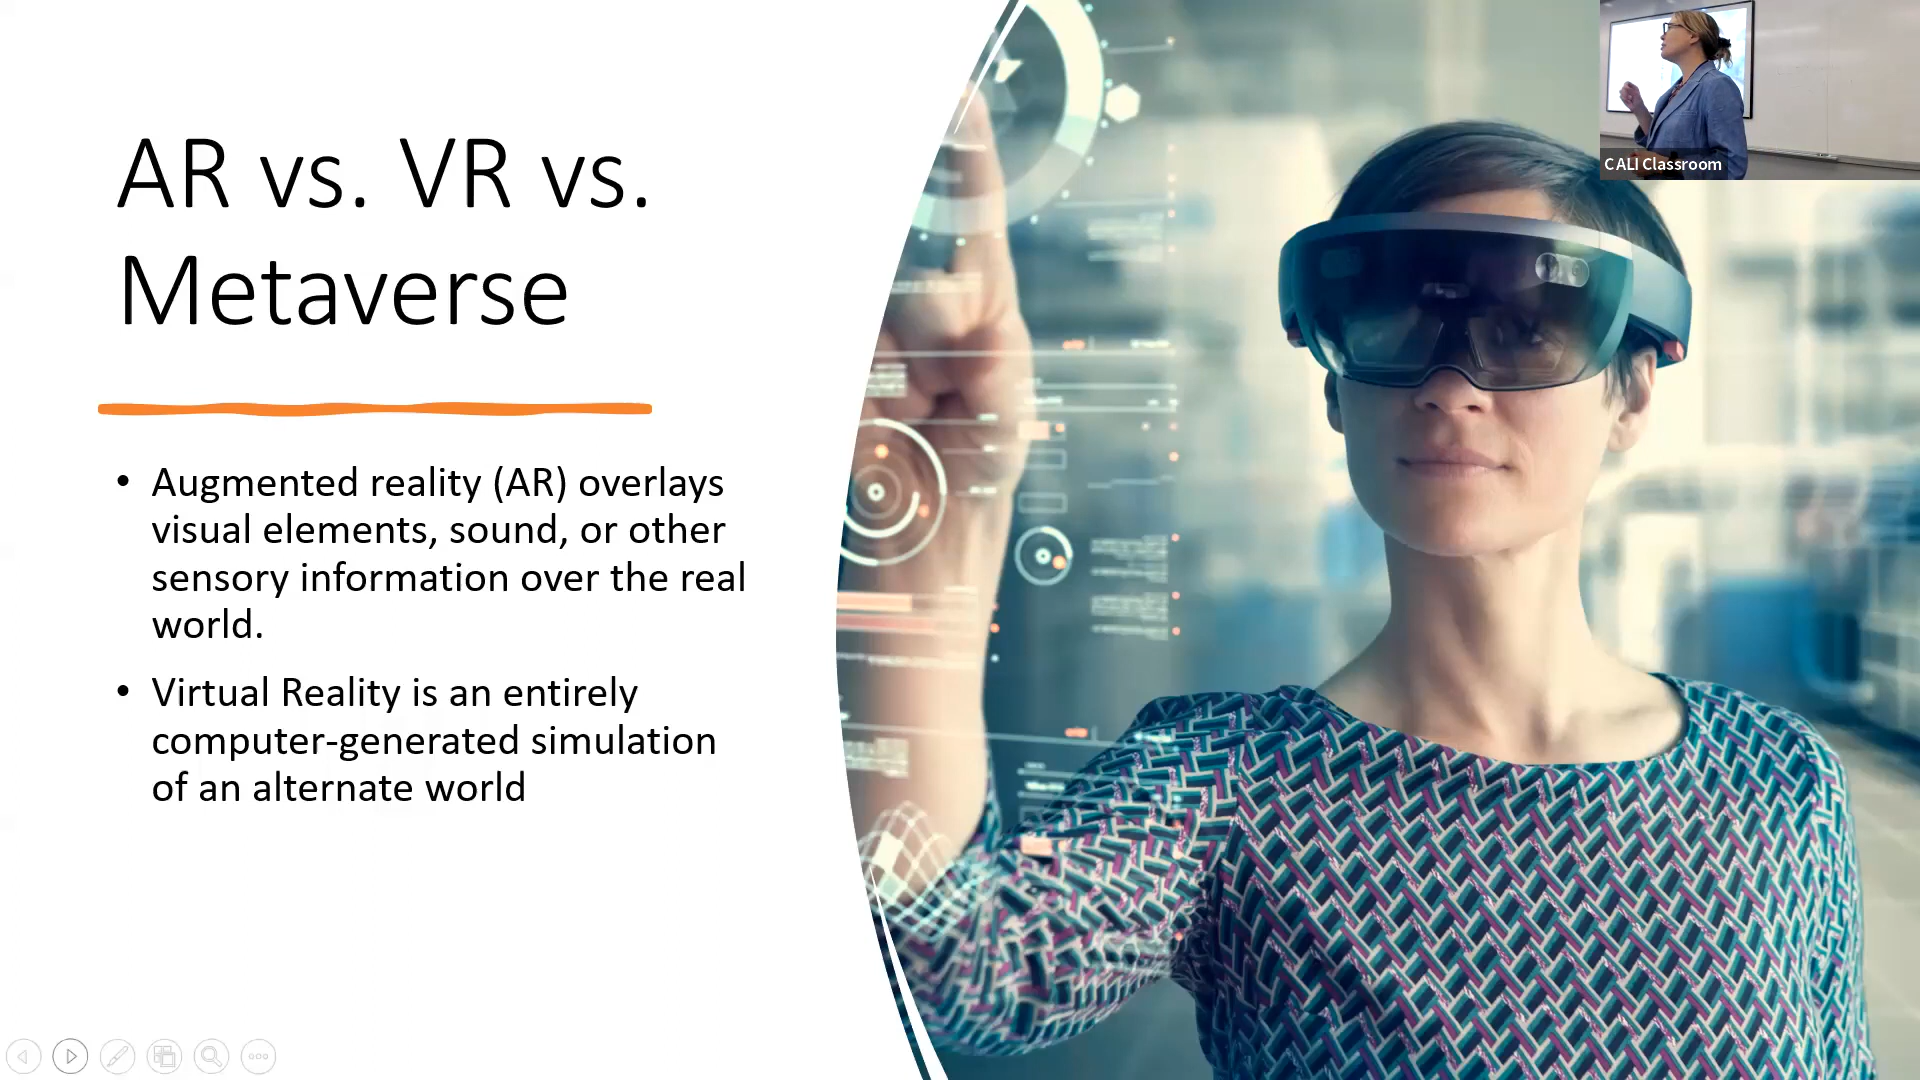 AR vs. VR vs.
Metaverse
• Augmented reality (AR) overlays
visual elements, sound, or other
sensory information over the real
world.
• Virtual Reality is an entirely
computer-generated simulation
of an alternate world
CALI Classroom